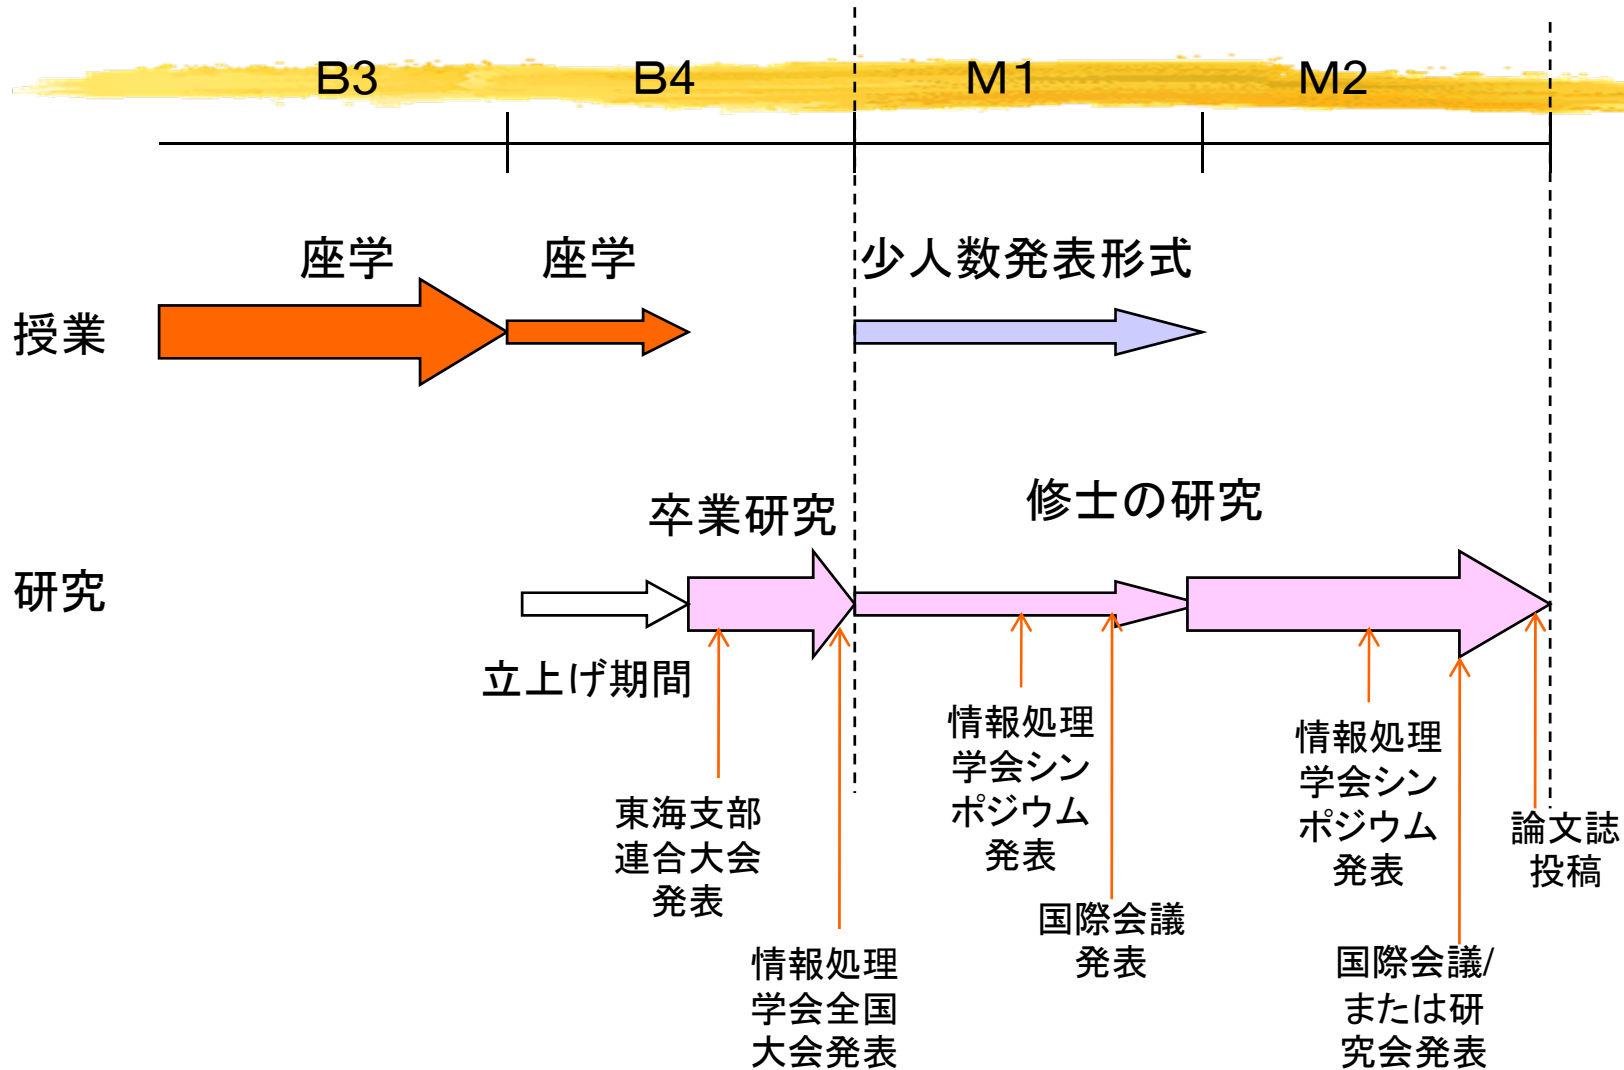 B3
B4
M1
M2
座学
座学
少人数発表形式
授業
卒業研究
修士の研究
研究
立上げ期間
東海支部
連合大会
発表
情報処理
学会全国
大会発表
情報処理
学会シン
ポジウム
発表
国際会議
発表
情報処理
学会シン
ポジウム
発表
国際会議/
または研
究会発表
論文誌
投稿